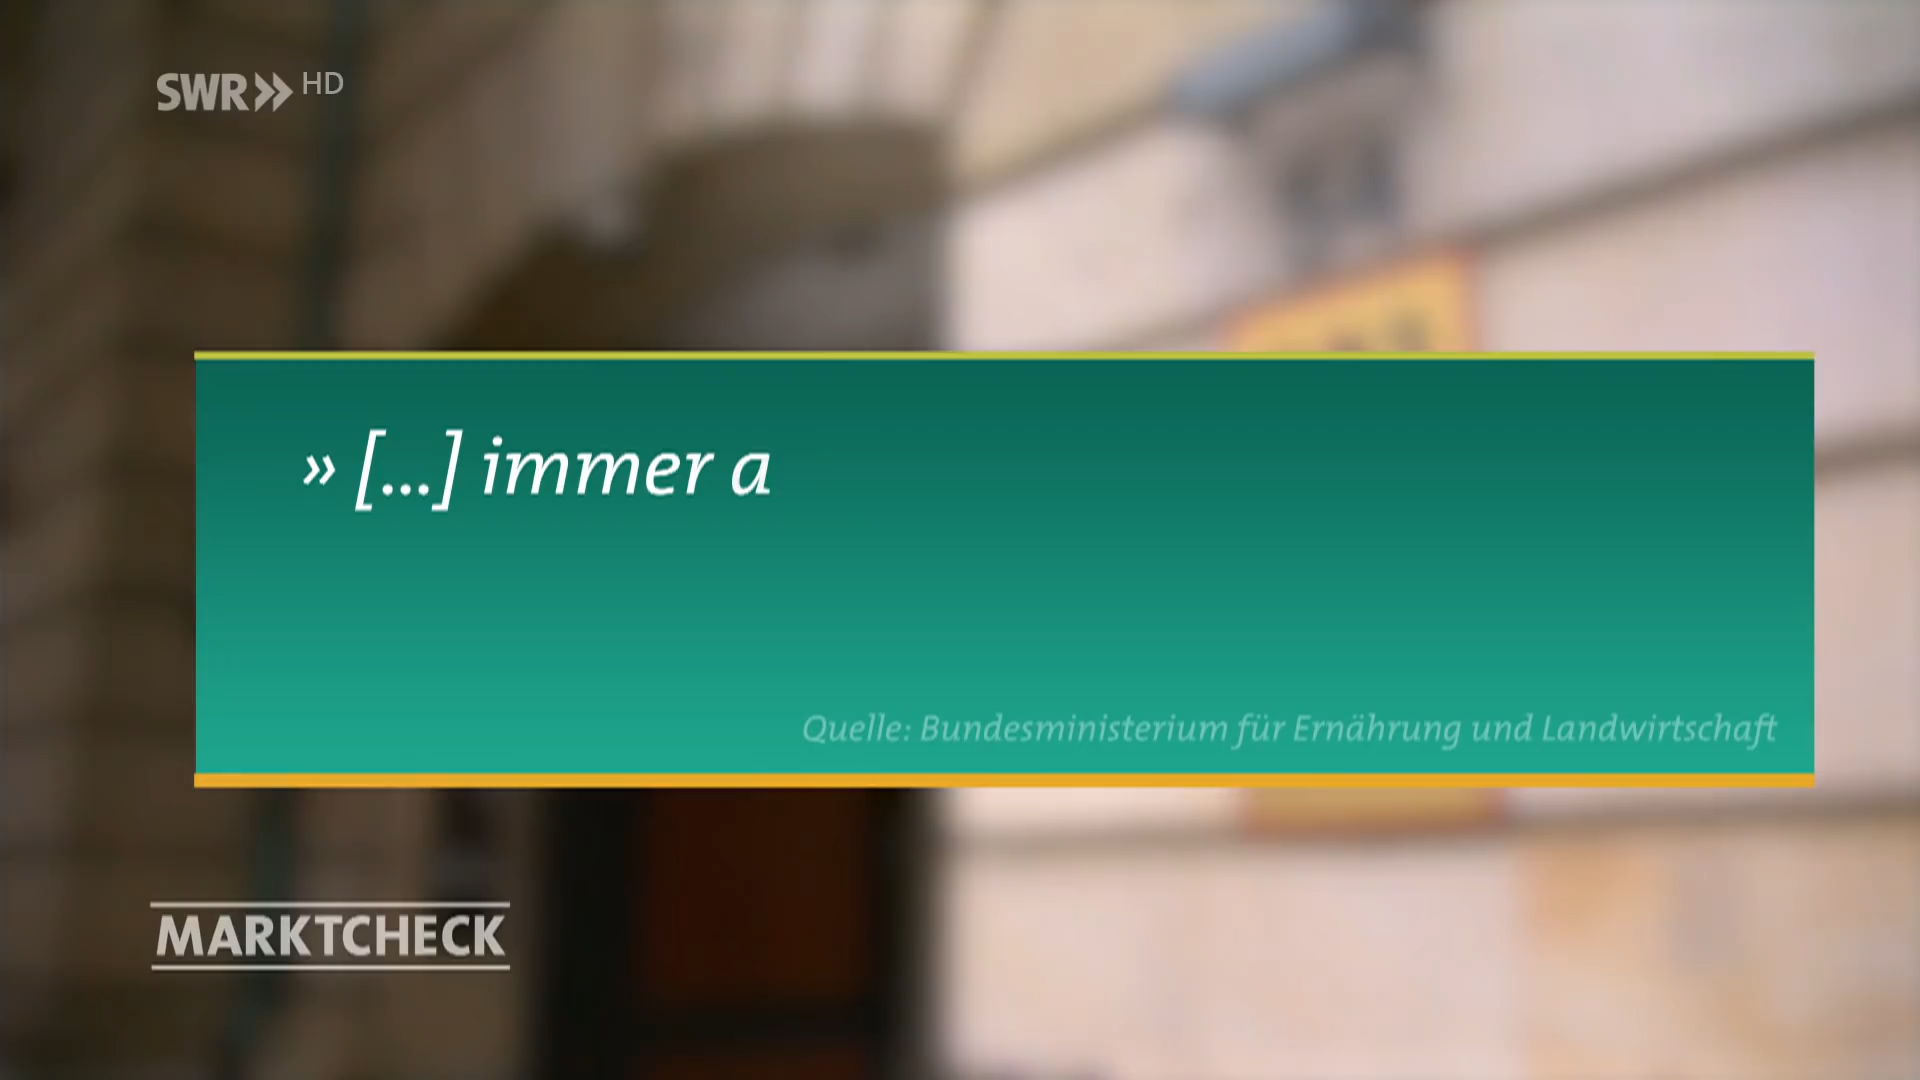 SWR» HD
» [...] immer a
Quelle: Bundesministerium für Ernährung und Landwirtschaft
MARKTCHECK